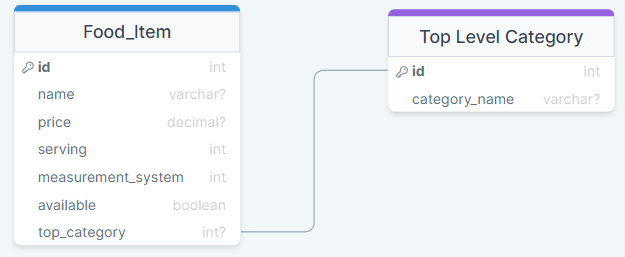 Food_Item
id int
name varchar?
price decimal?
serving int
measurement_system int
available boolean
top_category int?
Top Level Category
id int
category_name varchar?